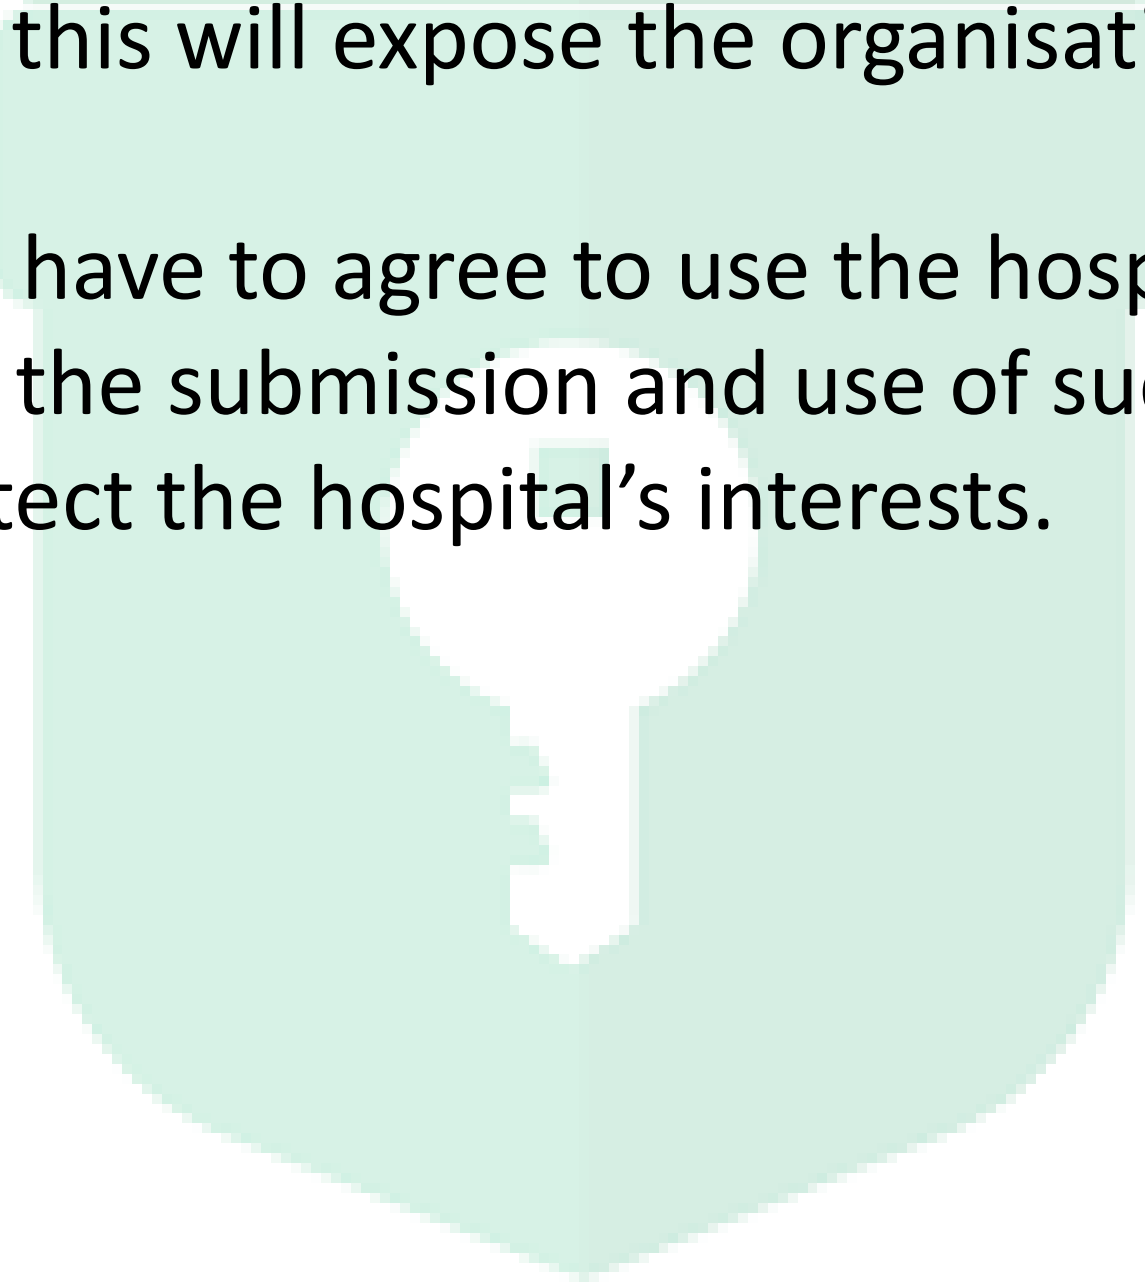 this will expose the organisat
have to agree to use the hosp
the submission and use of suc
tect the hospital’s interests.